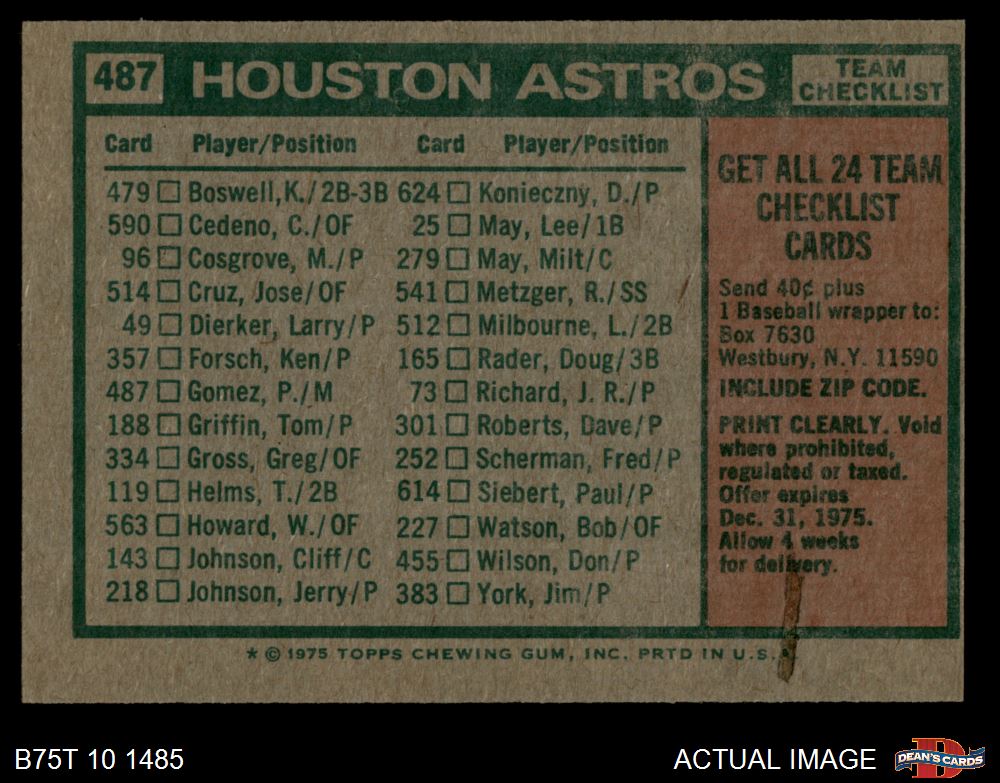 487 HOUSTON ASTROS TEAM CHECKLIST
Card Player/Position Card Player/Position
479 □ Boswell,K./2B-3B 624 □ Konieczny, D./P
590 □ Cedeno, C./OF 25 □ May, Lee/1B
96 □ Cosgrove, M./P 279 □ May, Milt/C
514 □ Cruz, Jose/OF 541 □ Metzger, R./SS
49 □ Dierker, Larry/P 512 □ Milbourne, L./2B
357 □ Forsch, Ken/P 165 □ Rader, Doug/3B
487 □ Gomez, P./M 73 □ Richard, J. R./P
188 □ Griffin, Tom/P 301 □ Roberts, Dave/P
334 □ Gross, Greg/OF 252 □ Scherman, Fred/P
119 □ Helms, T./2B 614 □ Siebert, Paul/P
563 □ Howard, W./OF 227 □ Watson, Bob/OF
143 □ Johnson, Cliff/C 455 □ Wilson, Don/P
218 □ Johnson, Jerry/P 383 □ York, Jim/P
GET ALL 24 TEAM
CHECKLIST
CARDS
Send 40¢ plus
1 Baseball wrapper to:
Box 7630
Westbury, N.Y. 11590
INCLUDE ZIP CODE.
PRINT CLEARLY. Void
where prohibited,
regulated or taxed.
Offer expires
Dec. 31, 1975.
Allow 4 weeks
for delivery.
* © 1975 TOPPS CHEWING GUM, INC. PRTD IN U.S.A.
B75T 10 1485 ACTUAL IMAGE
D
DEAN'S CARDS